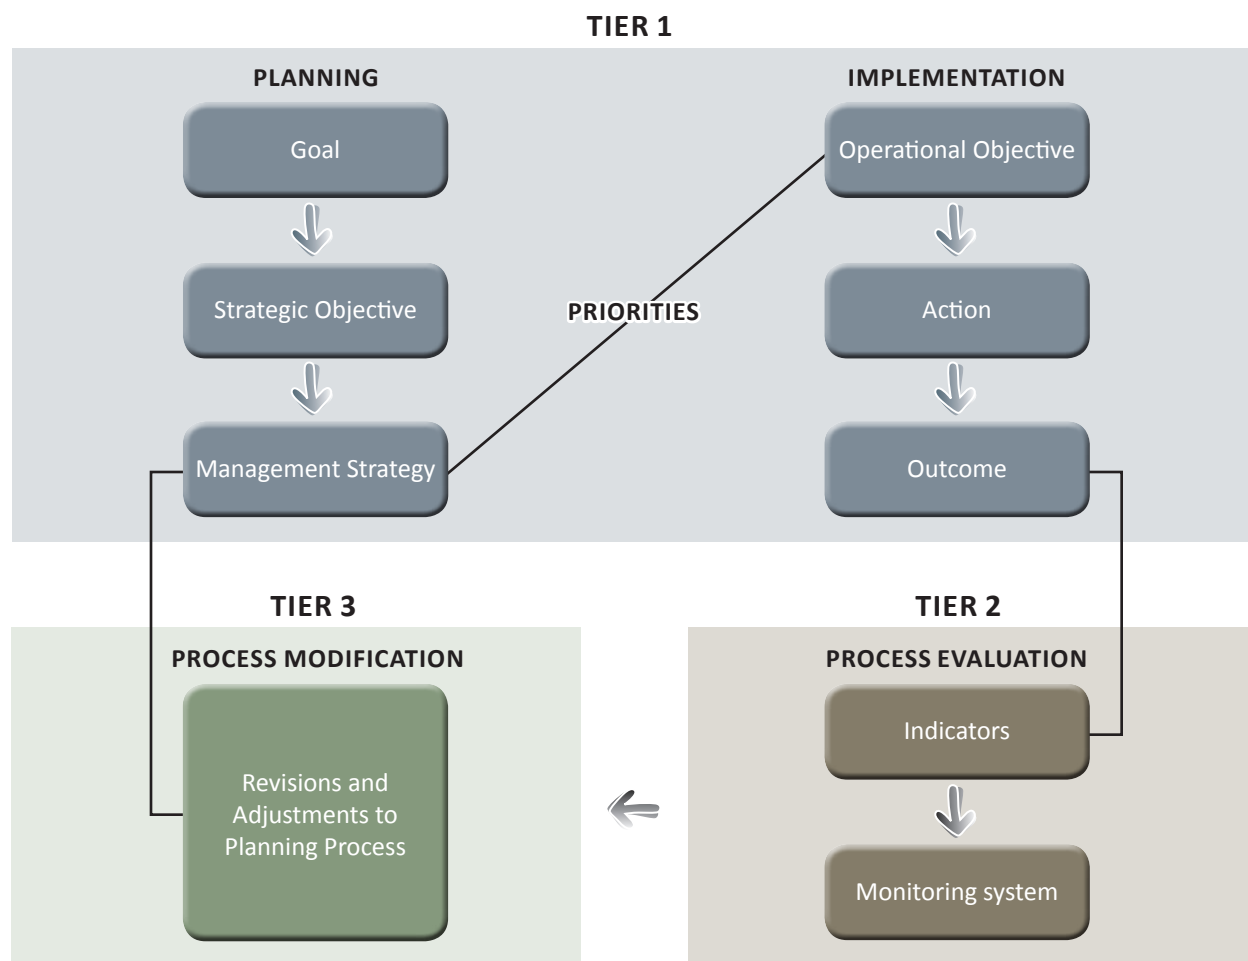 TIER 1
PLANNING
Goal
Strategic Objective
Management Strategy
PRIORITIES
IMPLEMENTATION
Operational Objective
Action
Outcome
TIER 3
PROCESS MODIFICATION
Revisions and
Adjustments to
Planning Process
TIER 2
PROCESS EVALUATION
Indicators
Monitoring system